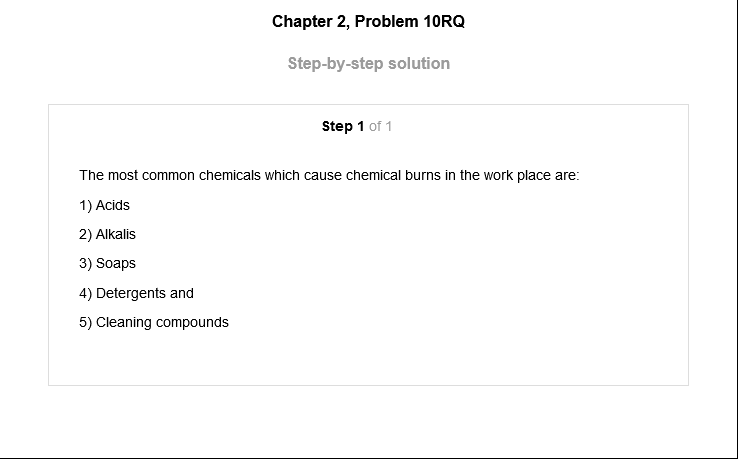 Chapter 2, Problem 10RQ
Step-by-step solution
Step 1 of 1
The most common chemicals which cause chemical burns in the work place are:
1) Acids
2) Alkalis
3) Soaps
4) Detergents and
5) Cleaning compounds